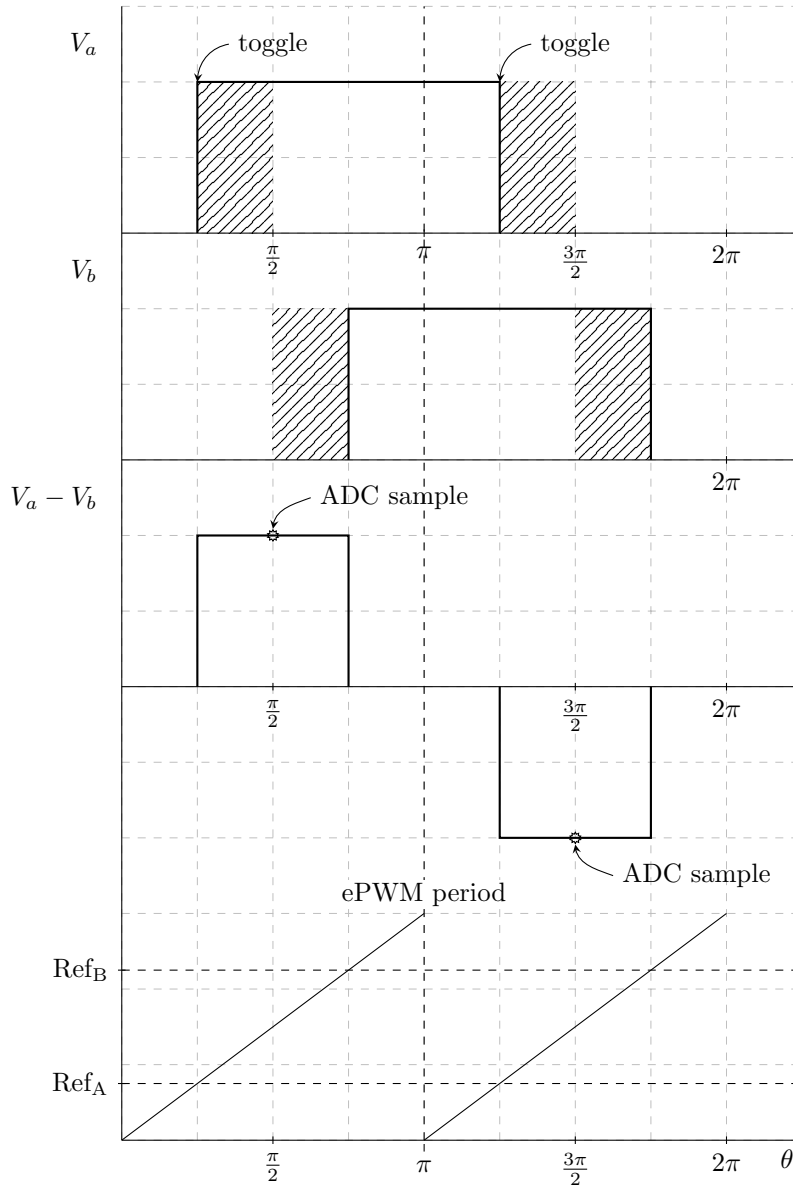 V_a
toggle toggle
π/2 π 3π/2 2π
V_b
2π
V_a − V_b
ADC sample
π/2 3π/2 2π
ADC sample
ePWM period
Ref_B
Ref_A
π/2 π 3π/2 2π θ